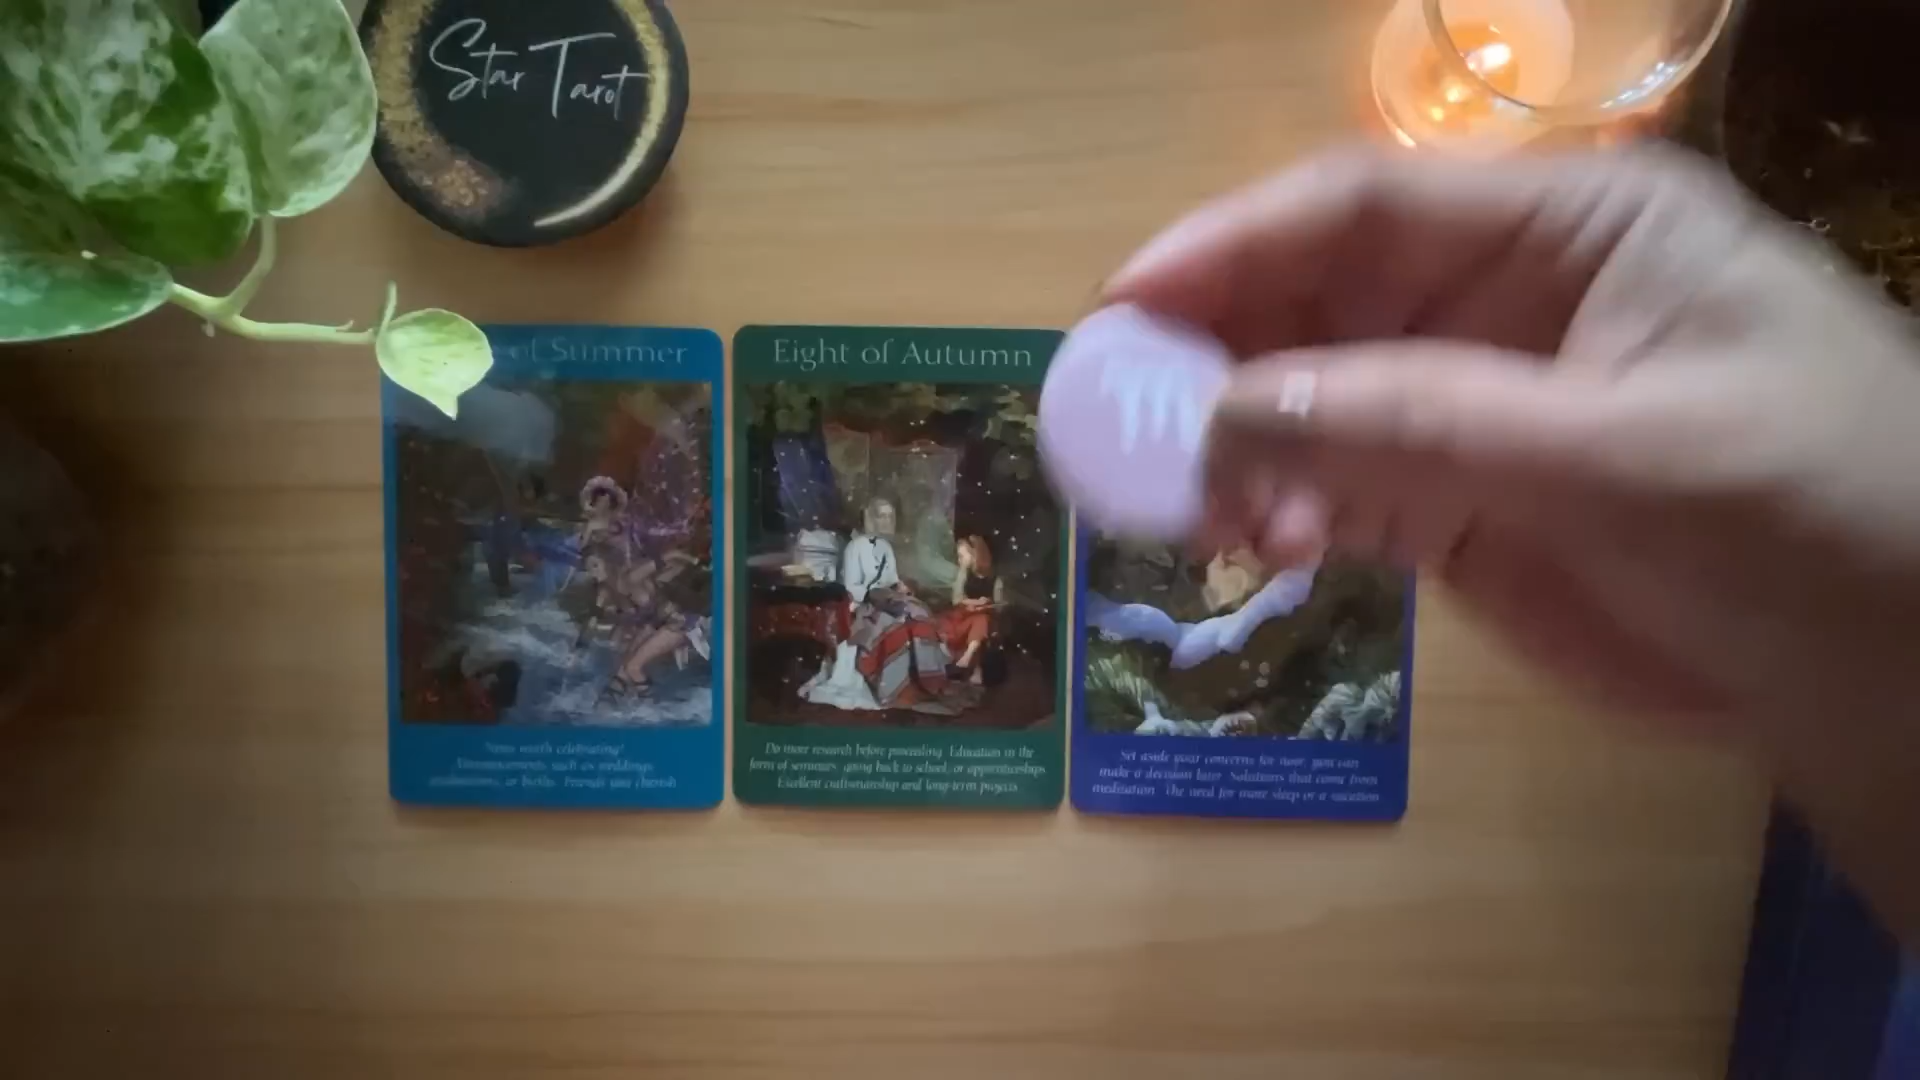 Star Tarot
of Summer
Eight of Autumn
News worth celebrating!
Announcements such as weddings,
graduations, or births. Friends you cherish.
Do more research before proceeding. Education in the
form of seminars, going back to school, or apprenticeships.
Excellent craftsmanship and long-term projects.
Set aside your concerns for now; you can
make a decision later. Solutions that come from
meditation. The need for more sleep or a vacation.